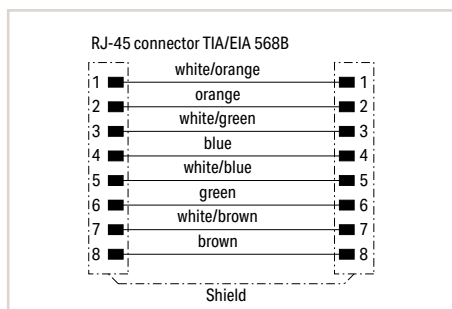 RJ-45 connector TIA/EIA 568B
1 white/orange 1
2 orange 2
3 white/green 3
4 blue 4
5 white/blue 5
6 green 6
7 white/brown 7
8 brown 8
Shield